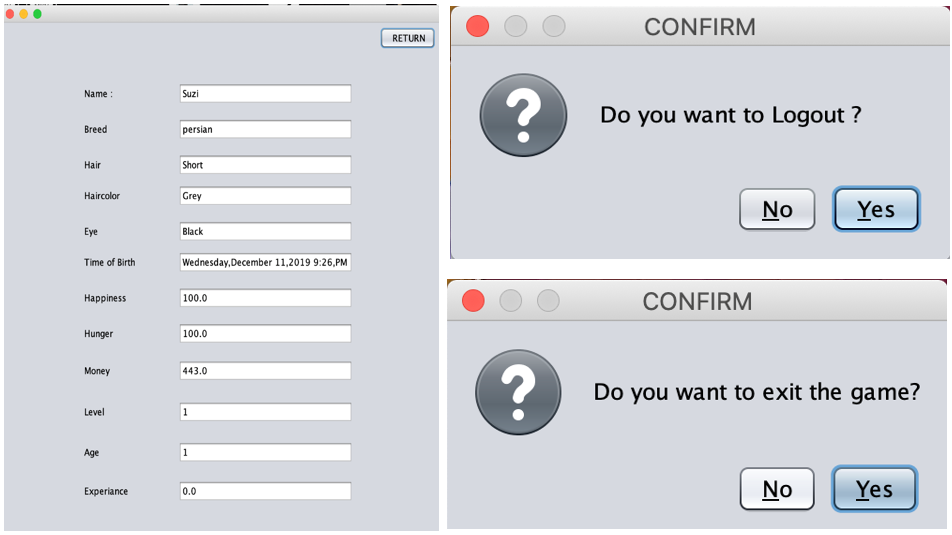 RETURN
Name : Suzi
Breed persian
Hair Short
Haircolor Grey
Eye Black
Time of Birth Wednesday,December 11,2019 9:26,PM
Happiness 100.0
Hunger 100.0
Money 443.0
Level 1
Age 1
Experiance 0.0
CONFIRM
Do you want to Logout ?
No Yes
CONFIRM
Do you want to exit the game?
No Yes